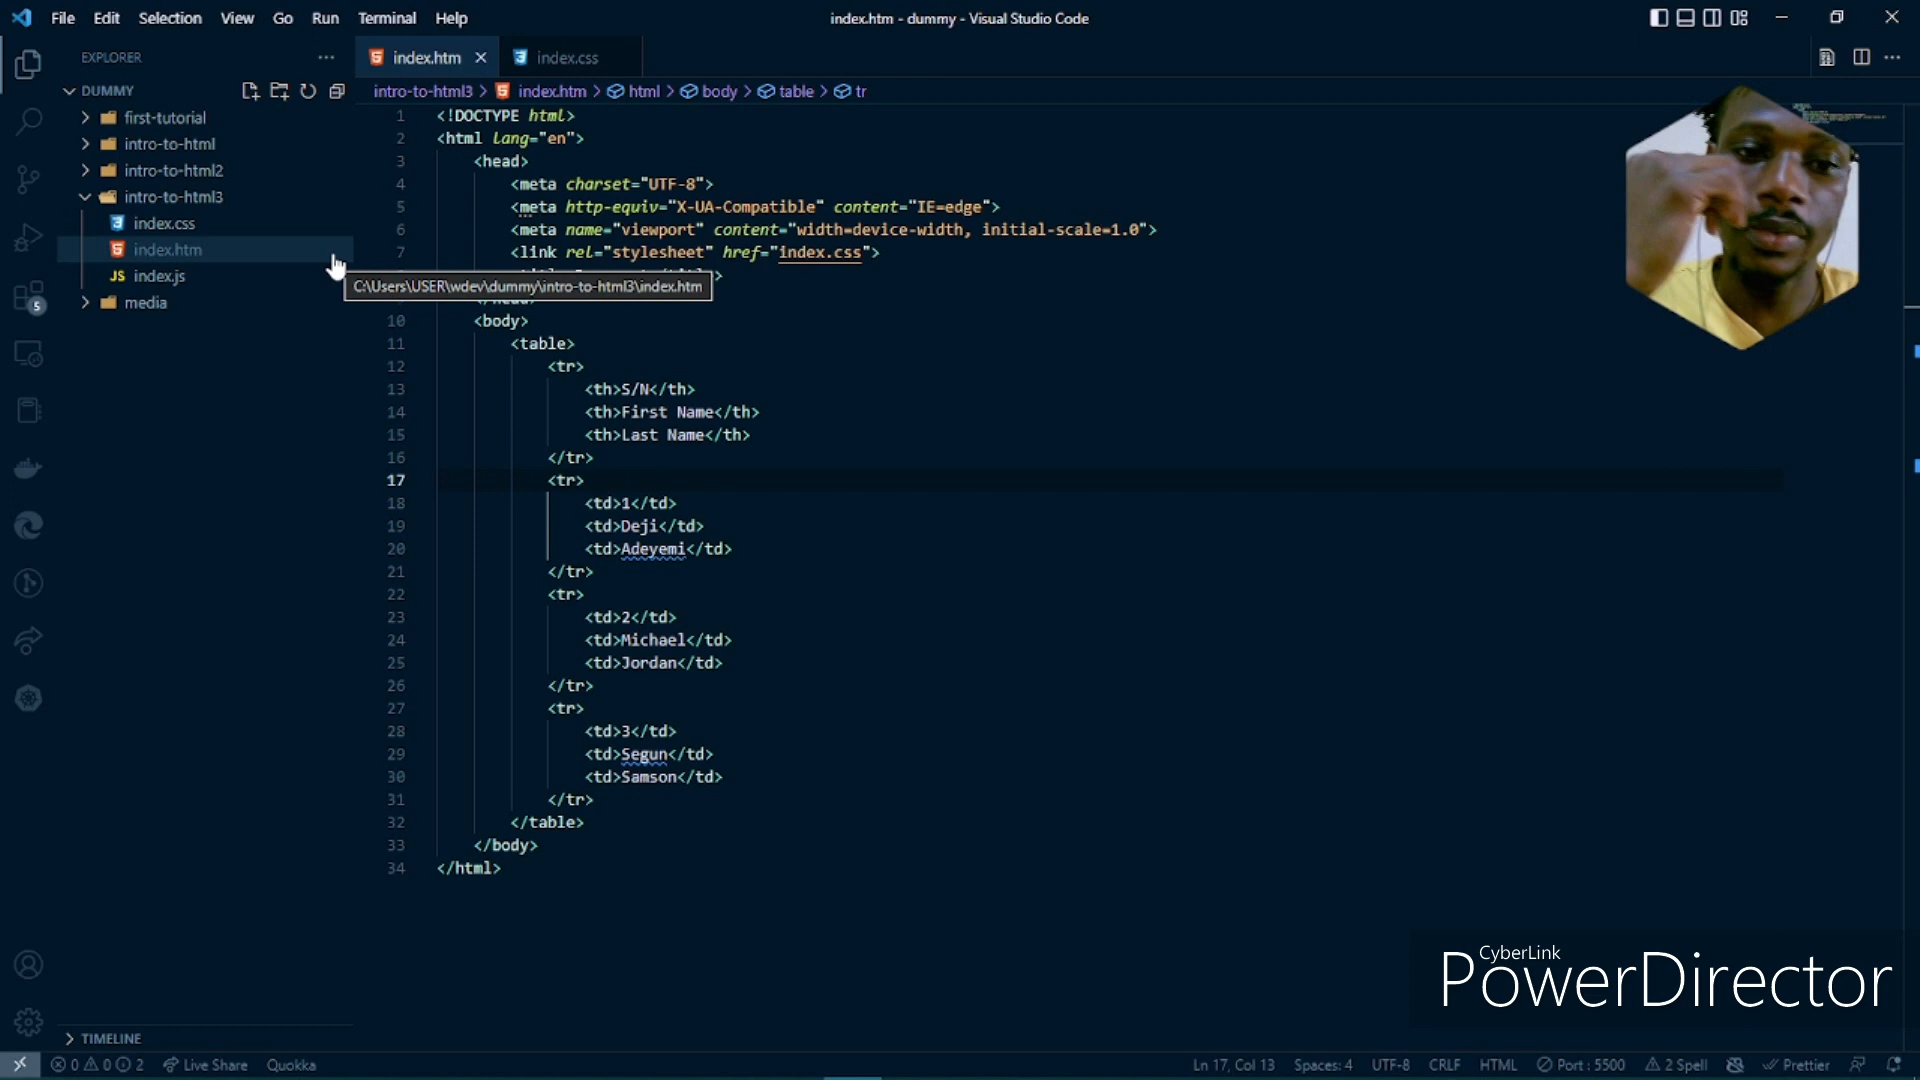 File Edit Selection View Go Run Terminal Help
index.htm - dummy - Visual Studio Code
EXPLORER
index.htm
index.css
DUMMY
intro-to-html3 > index.htm > html > body > table > tr
first-tutorial
intro-to-html
intro-to-html2
intro-to-html3
index.css
index.htm
JS index.js
media
C:\Users\USER\wdev\dummy\intro-to-html3\index.htm
5
1 <!DOCTYPE html>
2 <html lang="en">
3 <head>
4 <meta charset="UTF-8">
5 <meta http-equiv="X-UA-Compatible" content="IE=edge">
6 <meta name="viewport" content="width=device-width, initial-scale=1.0">
7 <link rel="stylesheet" href="index.css">
10 <body>
11 <table>
12 <tr>
13 <th>S/N</th>
14 <th>First Name</th>
15 <th>Last Name</th>
16 </tr>
17 <tr>
18 <td>1</td>
19 <td>Deji</td>
20 <td>Adeyemi</td>
21 </tr>
22 <tr>
23 <td>2</td>
24 <td>Michael</td>
25 <td>Jordan</td>
26 </tr>
27 <tr>
28 <td>3</td>
29 <td>Segun</td>
30 <td>Samson</td>
31 </tr>
32 </table>
33 </body>
34 </html>
CyberLink
PowerDirector
TIMELINE
0 0 2 Live Share Quokka
Ln 17, Col 13 Spaces: 4 UTF-8 CRLF HTML Port : 5500 2 Spell Prettier